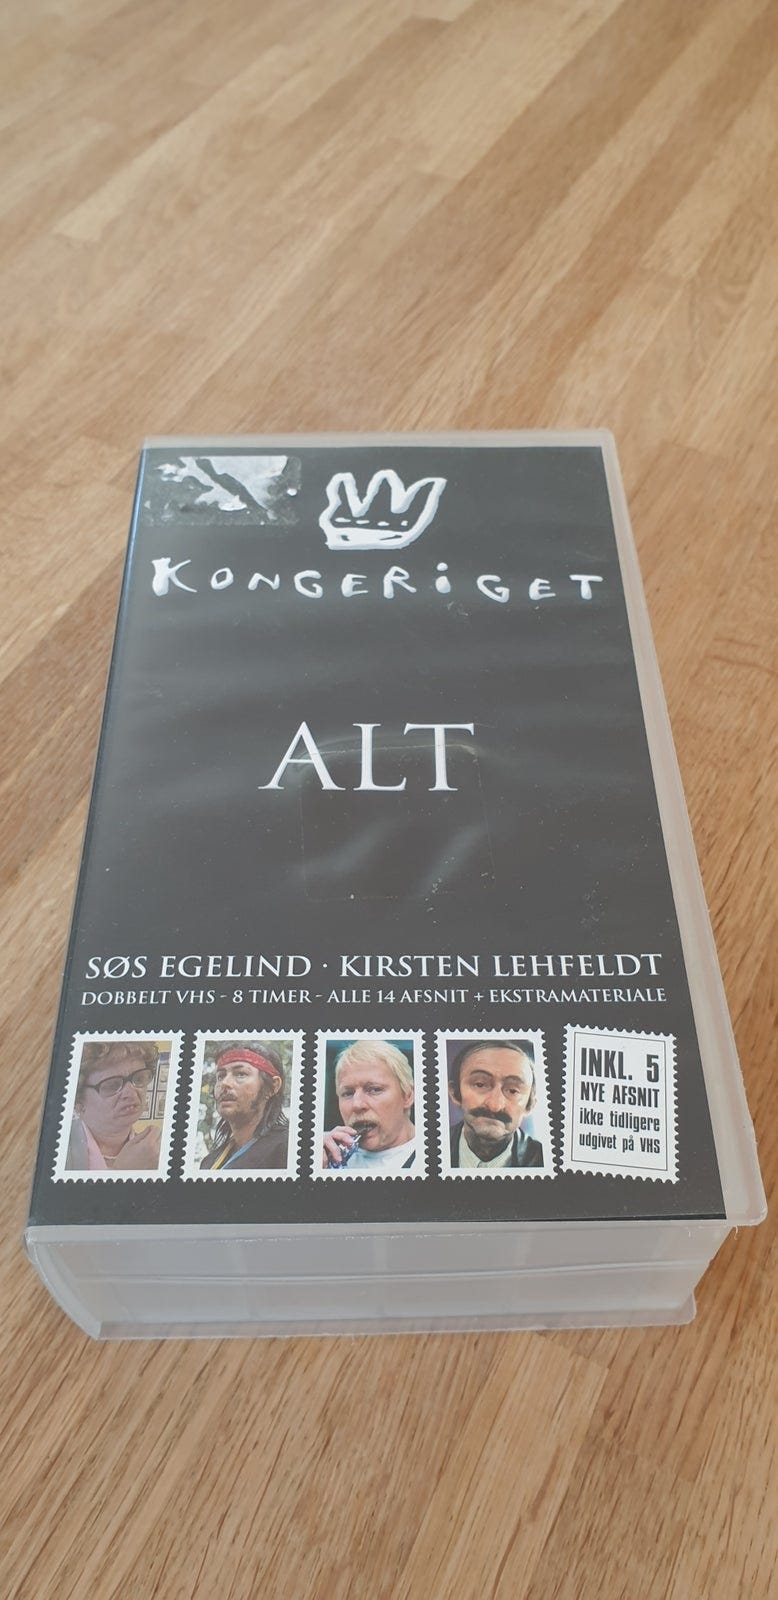 KONGERiGET
ALT
SØS EGELIND · KIRSTEN LEHFELDT
DOBBELT VHS - 8 TIMER - ALLE 14 AFSNIT + EKSTRAMATERIALE
INKL. 5
NYE AFSNIT
ikke tidligere
udgivet på VHS